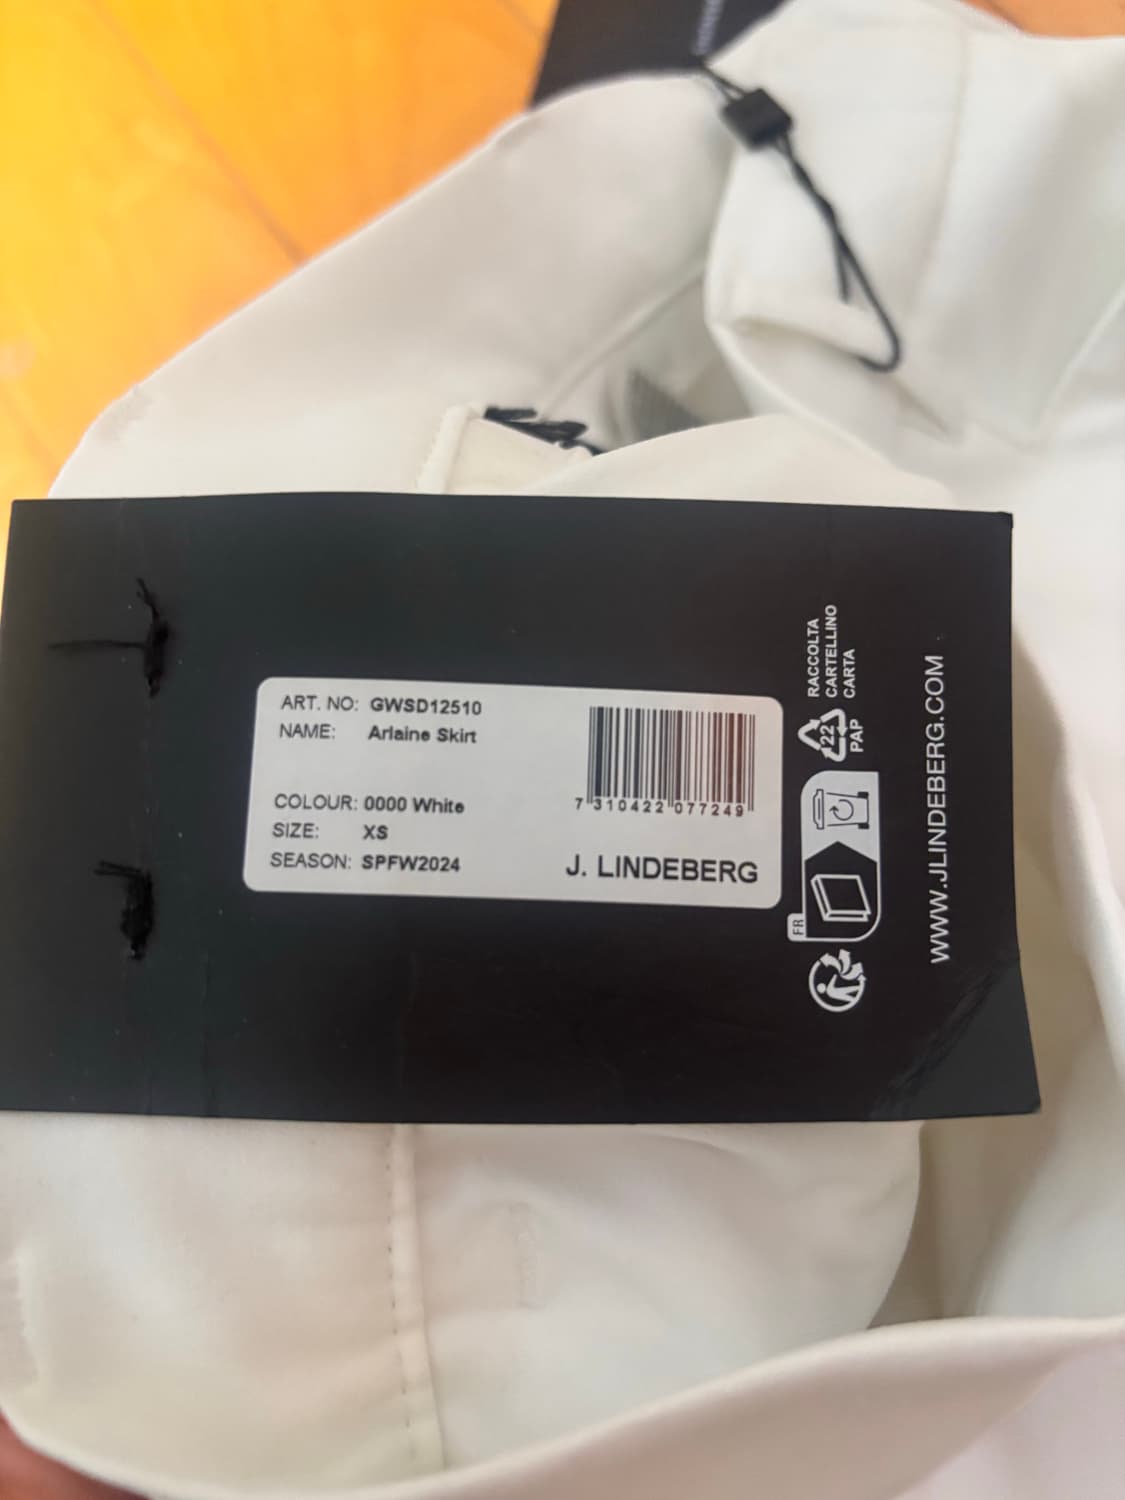 ART. NO: GWSD12510
NAME: Arlaine Skirt
COLOUR: 0000 White
SIZE: XS
SEASON: SPFW2024
7 310422 077249
J. LINDEBERG
RACCOLTA
CARTELLINO
CARTA
22
PAP
FR
WWW.JLINDEBERG.COM